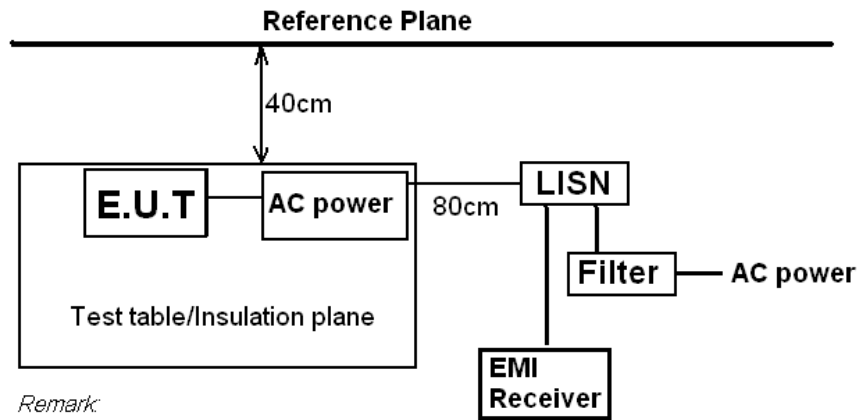 Reference Plane
40cm
E.U.T
AC power
80cm
LISN
Filter
AC power
Test table/Insulation plane
EMI
Receiver
Remark: